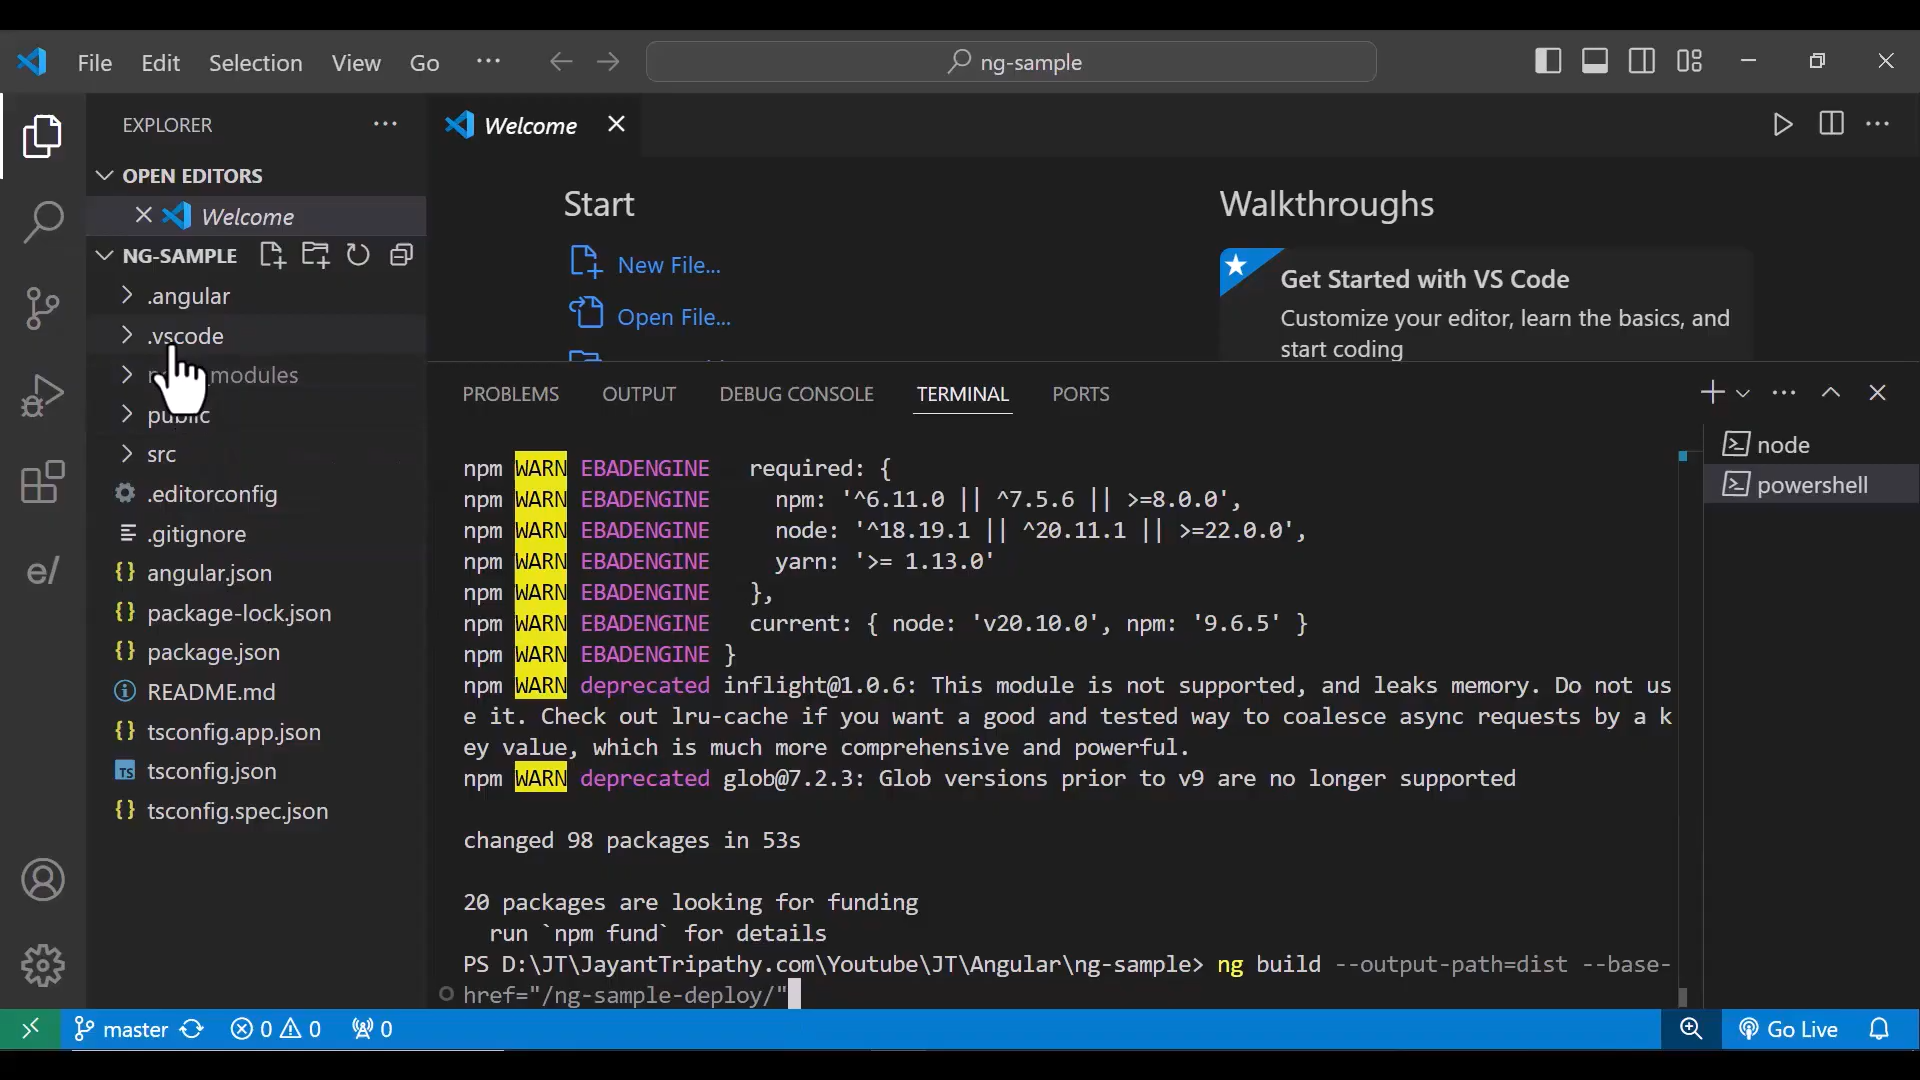 File Edit Selection View Go ··· ng-sample
EXPLORER ···
OPEN EDITORS
Welcome
NG-SAMPLE
.angular
.vscode
modules
public
src
.editorconfig
.gitignore
angular.json
package-lock.json
package.json
README.md
tsconfig.app.json
TS tsconfig.json
tsconfig.spec.json
e/
Welcome
Start
New File...
Open File...
Walkthroughs
Get Started with VS Code
Customize your editor, learn the basics, and
start coding
PROBLEMS OUTPUT DEBUG CONSOLE TERMINAL PORTS
node
powershell
npm WARN EBADENGINE   required: {
npm WARN EBADENGINE     npm: '^6.11.0 || ^7.5.6 || >=8.0.0',
npm WARN EBADENGINE     node: '^18.19.1 || ^20.11.1 || >=22.0.0',
npm WARN EBADENGINE     yarn: '>= 1.13.0'
npm WARN EBADENGINE   },
npm WARN EBADENGINE   current: { node: 'v20.10.0', npm: '9.6.5' }
npm WARN EBADENGINE }
npm WARN deprecated inflight@1.0.6: This module is not supported, and leaks memory. Do not us
e it. Check out lru-cache if you want a good and tested way to coalesce async requests by a k
ey value, which is much more comprehensive and powerful.
npm WARN deprecated glob@7.2.3: Glob versions prior to v9 are no longer supported
changed 98 packages in 53s
20 packages are looking for funding
run `npm fund` for details
PS D:\JT\JayantTripathy.com\Youtube\JT\Angular\ng-sample> ng build --output-path=dist --base-
href="/ng-sample-deploy/"
master 0 0 0 Go Live